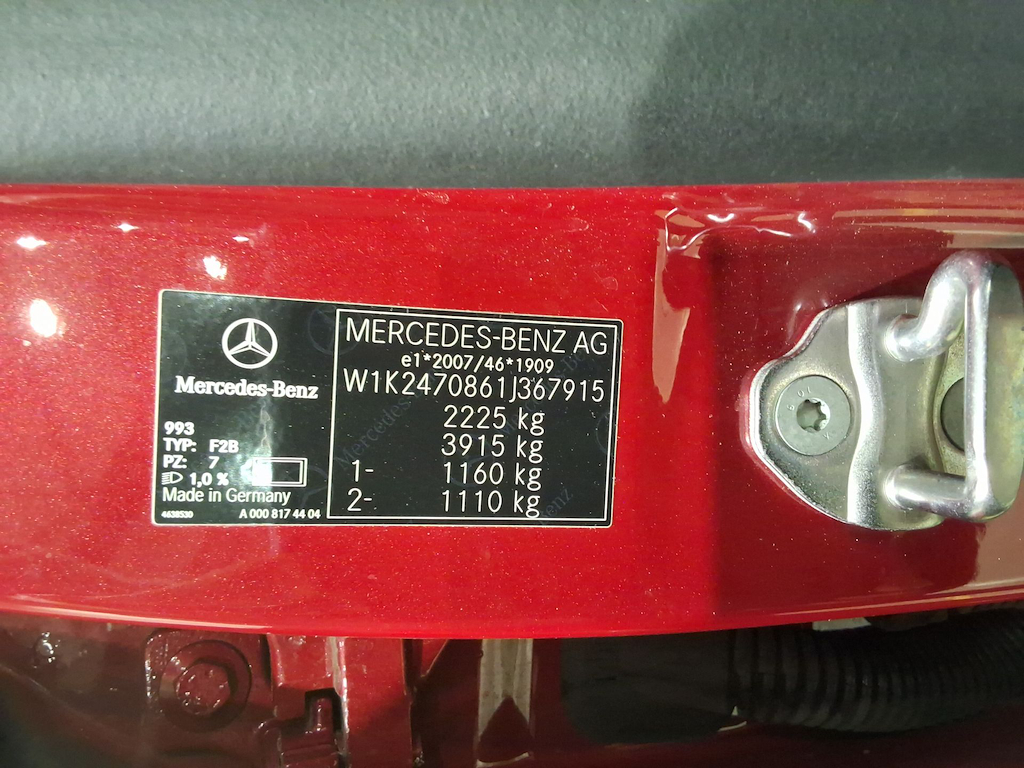 Mercedes-Benz
993
TYP: F2B
PZ: 7
1,0 %
Made in Germany
4638530 A 000 817 44 04
MERCEDES-BENZ AG
e1*2007/46*1909
W1K2470861J367915
2225 kg
3915 kg
1- 1160 kg
2- 1110 kg